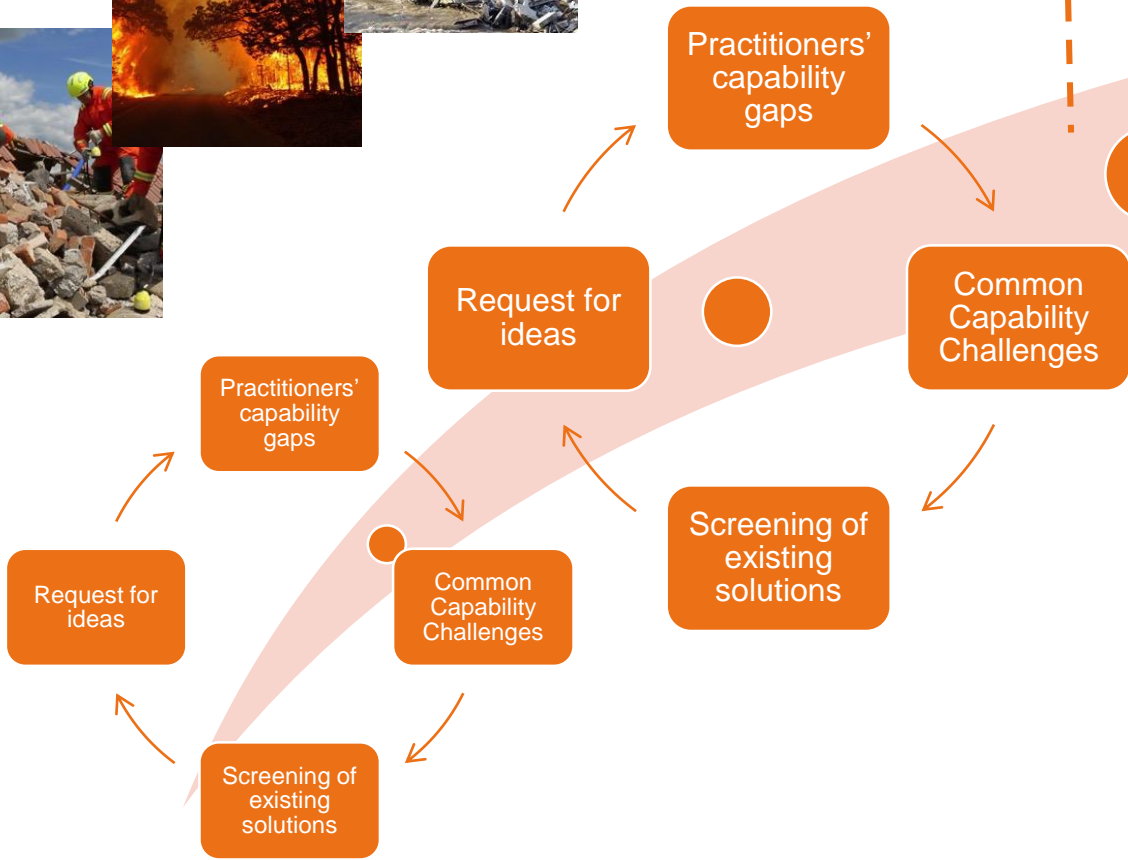 Practitioners’
capability
gaps
Request for
ideas
Common
Capability
Challenges
Screening of
existing
solutions
Practitioners’
capability
gaps
Request for
ideas
Common
Capability
Challenges
Screening of
existing
solutions